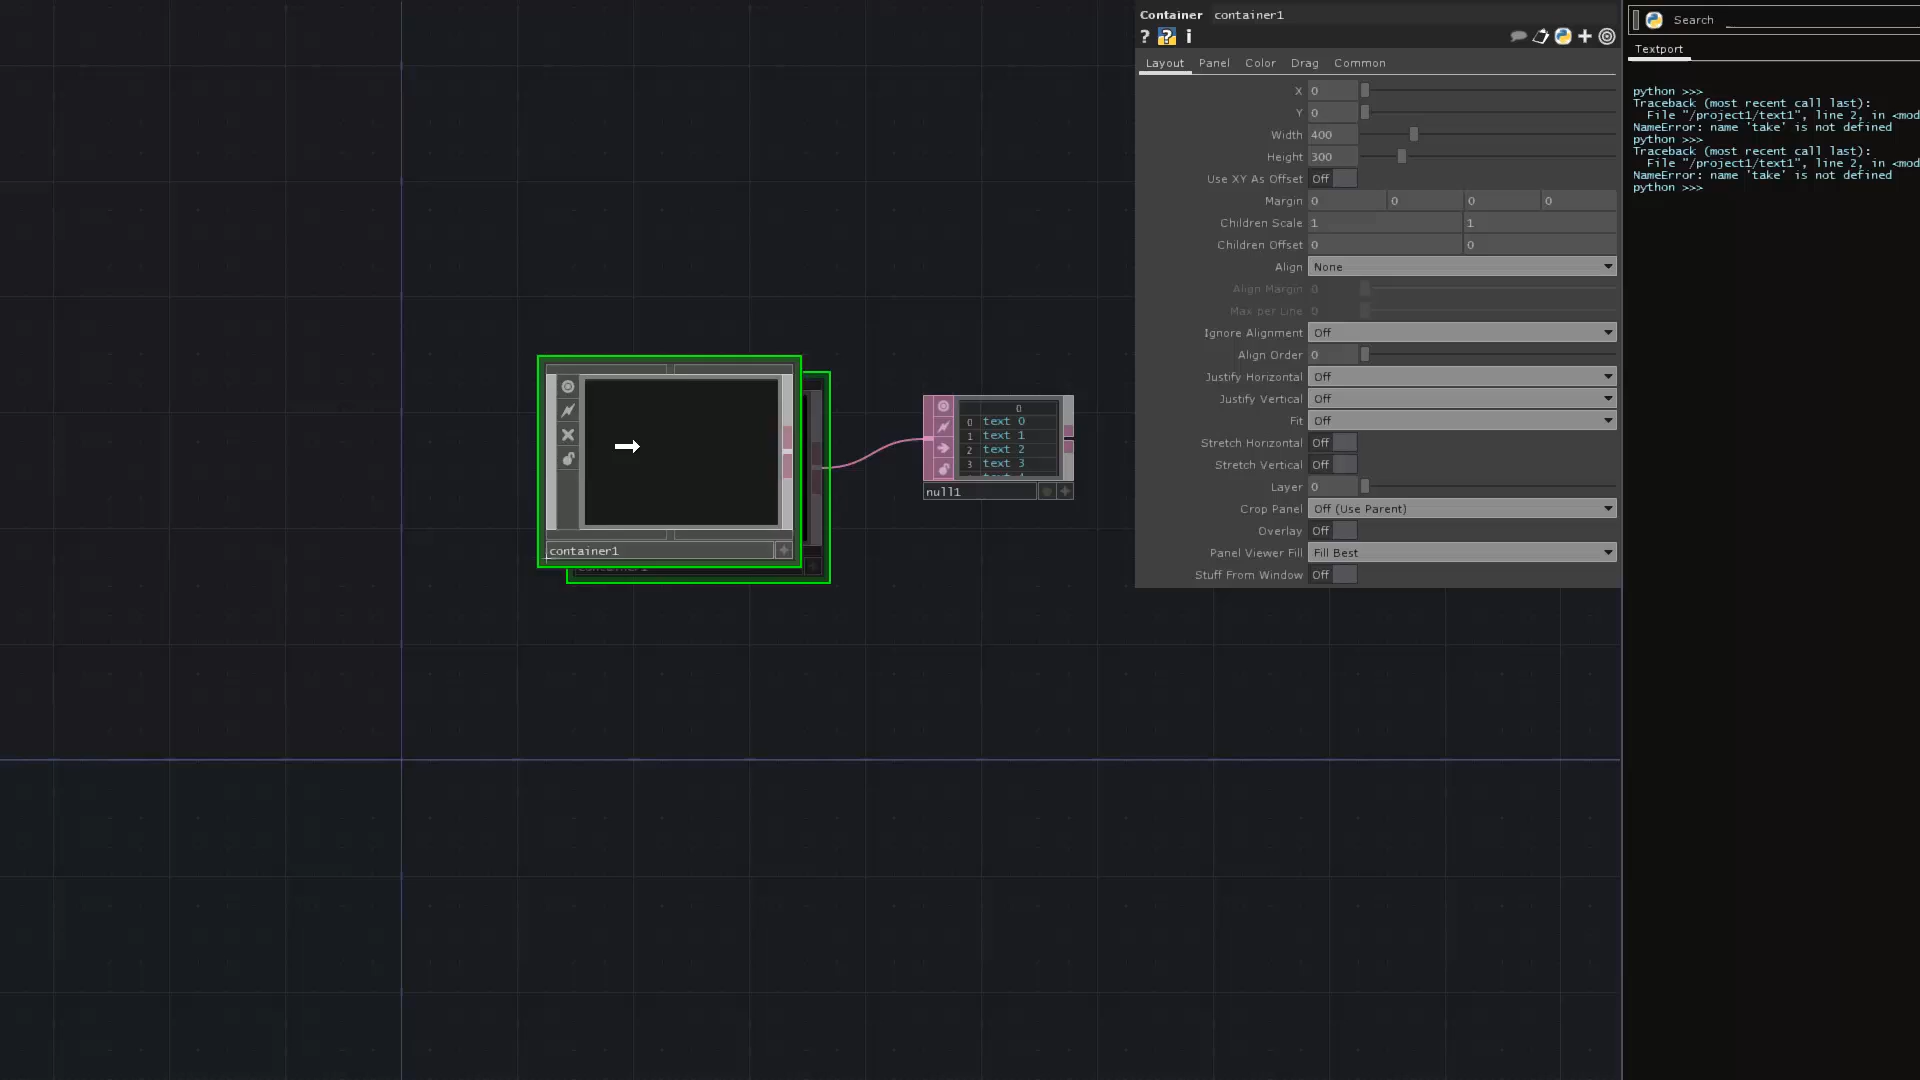 Container container1
? ? i
Layout Panel Color Drag Common
X 0
Y 0
Width 400
Height 300
Use XY As Offset Off
Margin 0 0 0 0
Children Scale 1 1
Children Offset 0 0
Align None
Align Margin 0
Max per Line 0
Ignore Alignment Off
Align Order 0
Justify Horizontal Off
Justify Vertical Off
Fit Off
Stretch Horizontal Off
Stretch Vertical Off
Layer 0
Crop Panel Off (Use Parent)
Overlay Off
Panel Viewer Fill Fill Best
Stuff From Window Off
Search
Textport
python >>>
Traceback (most recent call last):
File "/project1/text1", line 2, in <mod
NameError: name 'take' is not defined
python >>>
Traceback (most recent call last):
File "/project1/text1", line 2, in <mod
NameError: name 'take' is not defined
python >>>
container1
0
0 text 0
1 text 1
2 text 2
3 text 3
null1